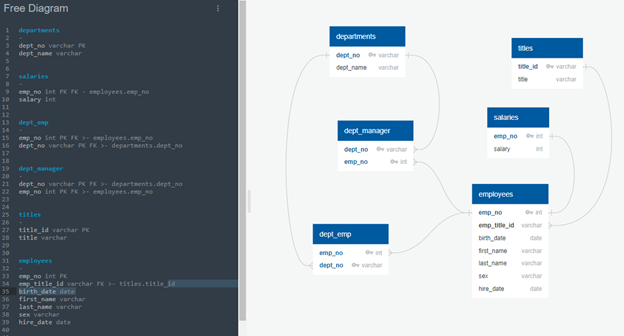 Free Diagram
1 departments
2 -
3 dept_no varchar PK
4 dept_name varchar
5
6
7 salaries
8 -
9 emp_no int PK FK - employees.emp_no
10 salary int
11
12
13 dept_emp
14 -
15 emp_no int PK FK >- employees.emp_no
16 dept_no varchar PK FK >- departments.dept_no
17
18
19 dept_manager
20 -
21 dept_no varchar PK FK >- departments.dept_no
22 emp_no int PK FK >- employees.emp_no
23
24
25 titles
26 -
27 title_id varchar PK
28 title varchar
29
30
31 employees
32 -
33 emp_no int PK
34 emp_title_id varchar FK >- titles.title_id
35 birth_date date
36 first_name varchar
37 last_name varchar
38 sex varchar
39 hire_date date
40
departments
dept_no varchar
dept_name varchar
titles
title_id varchar
title varchar
dept_manager
dept_no varchar
emp_no int
salaries
emp_no int
salary int
employees
emp_no int
emp_title_id varchar
birth_date date
first_name varchar
last_name varchar
sex varchar
hire_date date
dept_emp
emp_no int
dept_no varchar